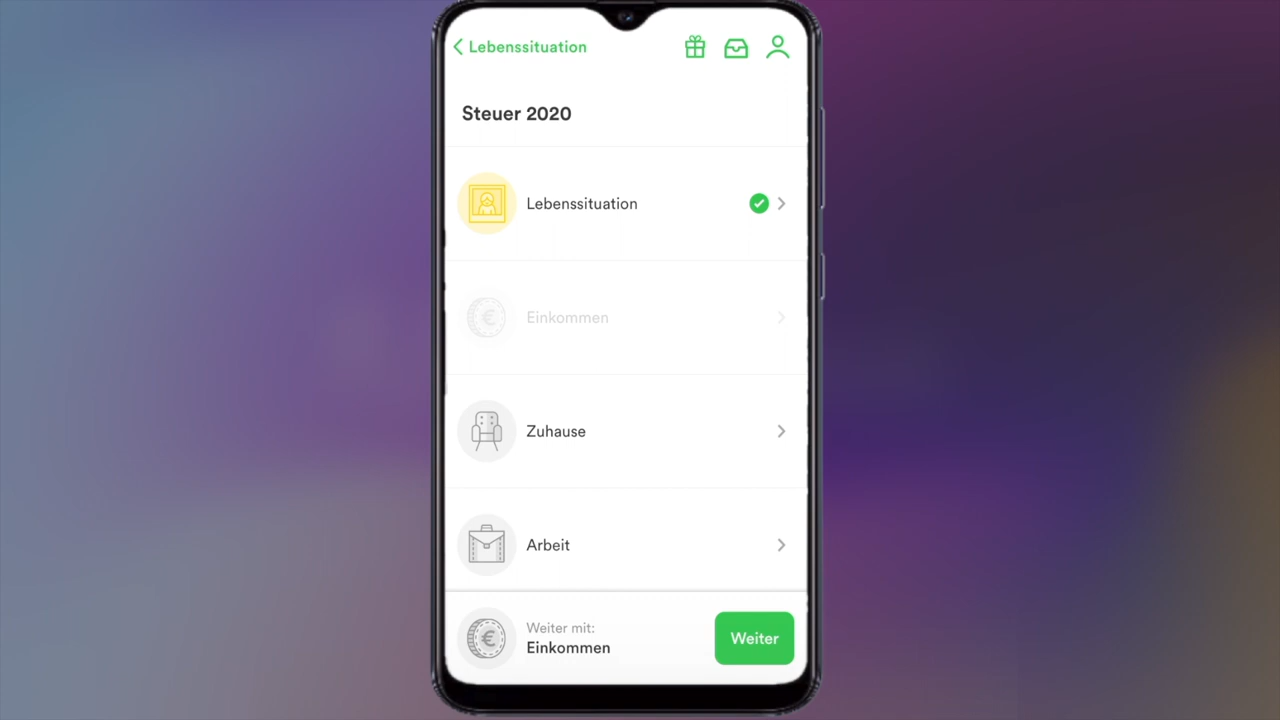 Lebenssituation
Steuer 2020
Lebenssituation
Einkommen
Zuhause
Arbeit
Weiter mit:
Einkommen
Weiter